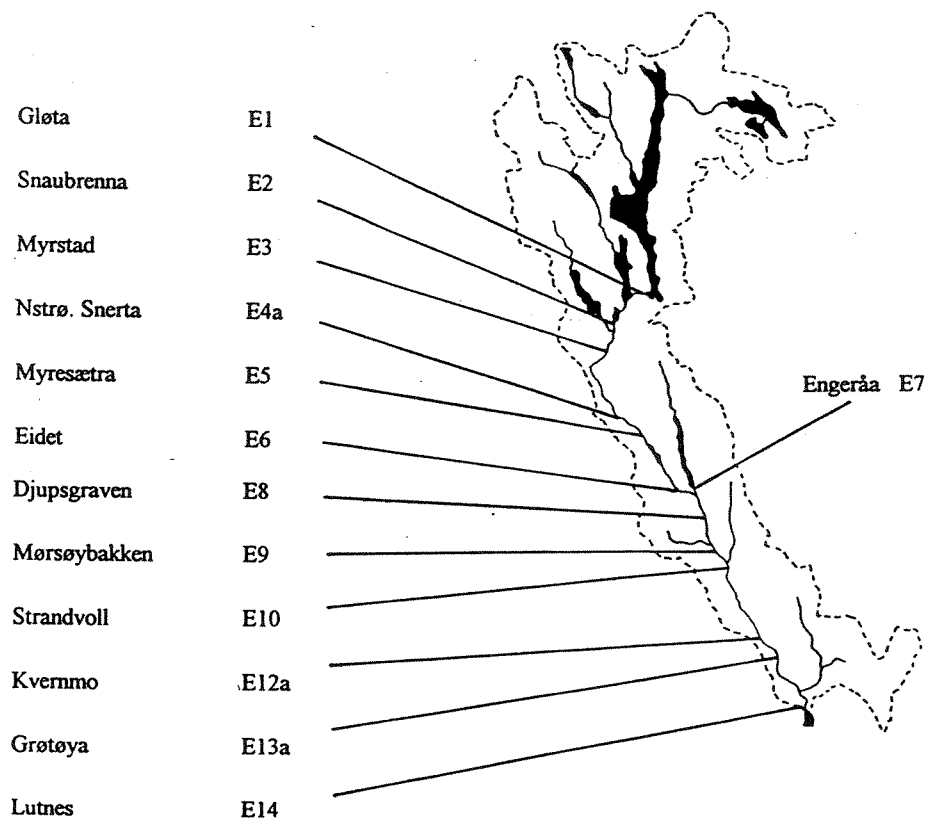 Gløta E1
Snaubrenna E2
Myrstad E3
Nstrø. Snerta E4a
Myresætra E5
Engeråa E7
Eidet E6
Djupsgraven E8
Mørsøybakken E9
Strandvoll E10
Kvernmo E12a
Grøtøya E13a
Lutnes E14